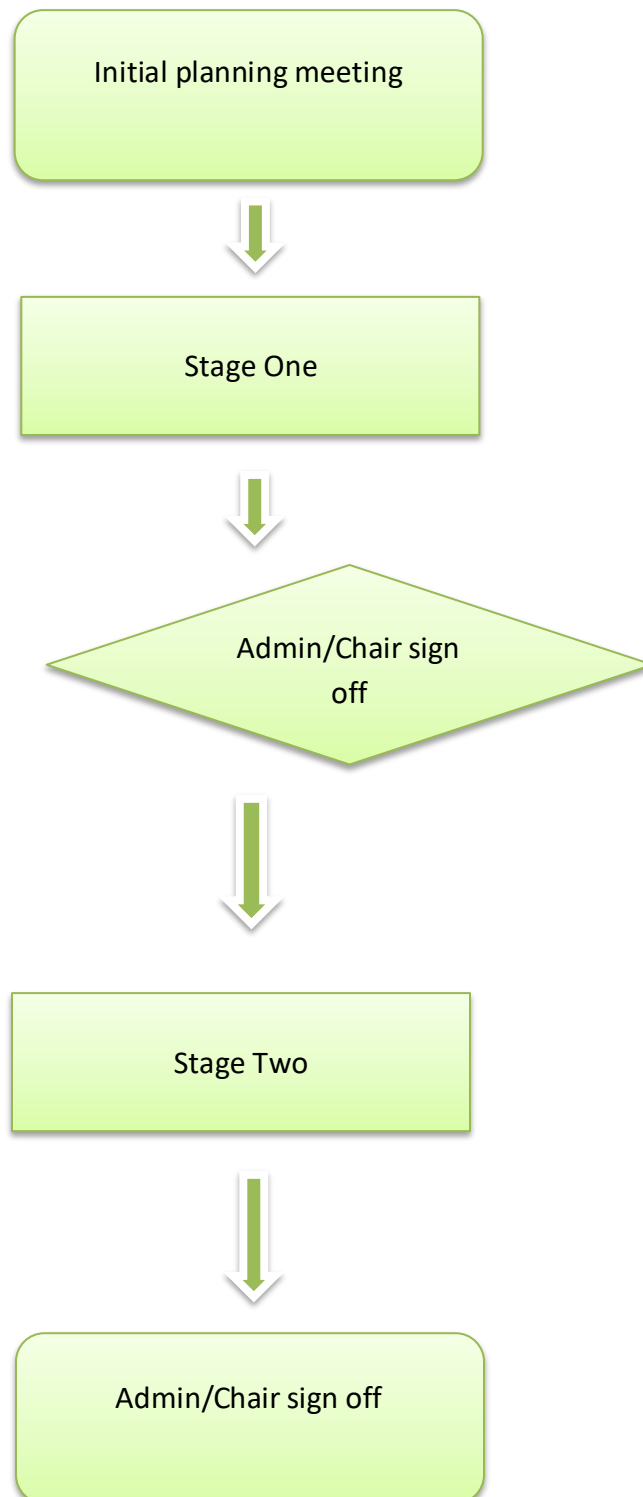 Initial planning meeting
Stage One
Admin/Chair sign
off
Stage Two
Admin/Chair sign off